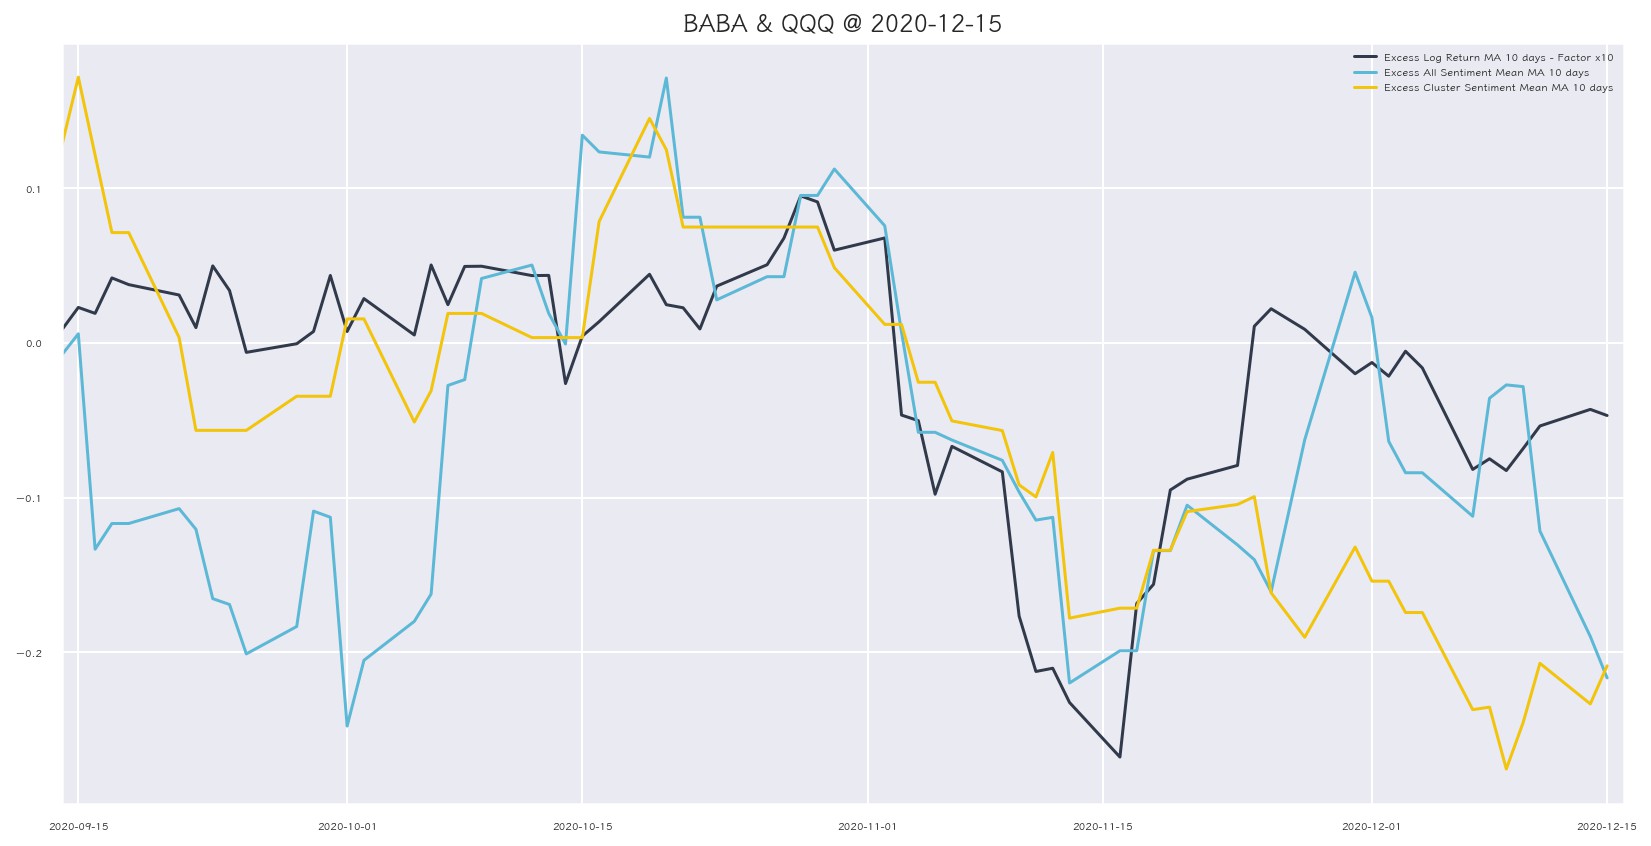 BABA & QQQ @ 2020-12-15
Excess Log Return MA 10 days - Factor x10
Excess All Sentiment Mean MA 10 days
Excess Cluster Sentiment Mean MA 10 days
0.1
0.0
−0.1
−0.2
2020-09-15 2020-10-01 2020-10-15 2020-11-01 2020-11-15 2020-12-01 2020-12-15